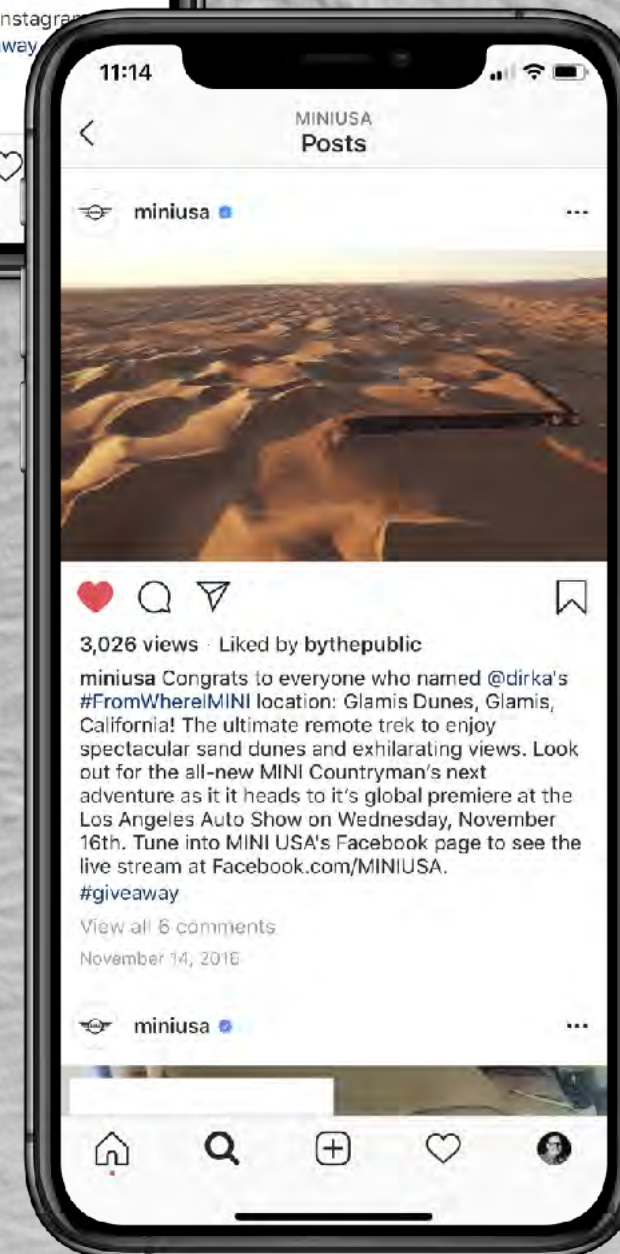 nstagra
way
11:14
MINIUSA
Posts
miniusa
3,026 views · Liked by bythepublic
miniusa Congrats to everyone who named @dirka's
#FromWhereIMINI location: Glamis Dunes, Glamis,
California! The ultimate remote trek to enjoy
spectacular sand dunes and exhilarating views. Look
out for the all-new MINI Countryman's next
adventure as it it heads to it's global premiere at the
Los Angeles Auto Show on Wednesday, November
16th. Tune into MINI USA's Facebook page to see the
live stream at Facebook.com/MINIUSA.
#giveaway
View all 6 comments
November 14, 2016
miniusa